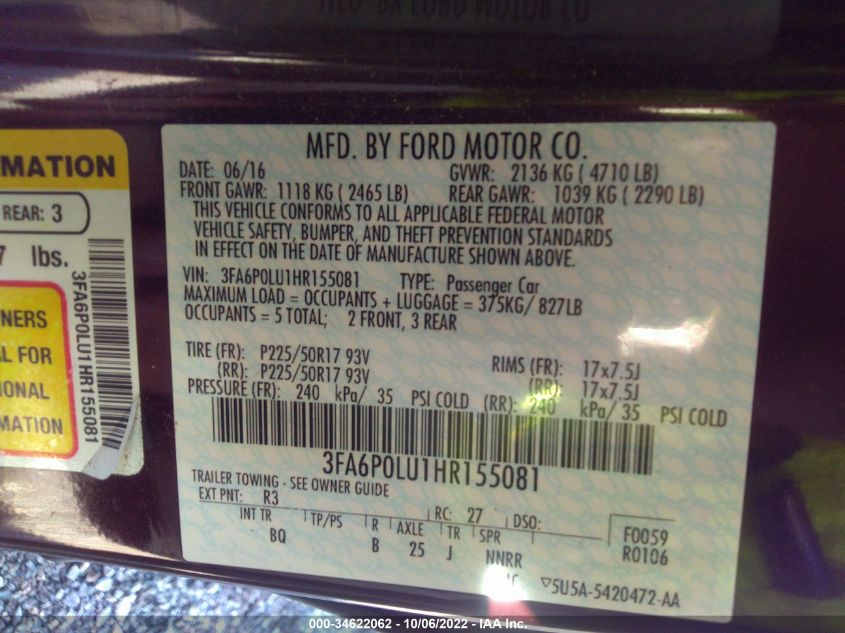 MFD. BY FORD MOTOR CO.
DATE: 06/16 GVWR: 2136 KG ( 4710 LB)
FRONT GAWR: 1118 KG ( 2465 LB) REAR GAWR: 1039 KG ( 2290 LB)
THIS VEHICLE CONFORMS TO ALL APPLICABLE FEDERAL MOTOR
VEHICLE SAFETY, BUMPER, AND THEFT PREVENTION STANDARDS
IN EFFECT ON THE DATE OF MANUFACTURE SHOWN ABOVE.
VIN: 3FA6P0LU1HR155081 TYPE: Passenger Car
MAXIMUM LOAD = OCCUPANTS + LUGGAGE = 375KG/ 827LB
OCCUPANTS = 5 TOTAL; 2 FRONT, 3 REAR
TIRE (FR): P225/50R17 93V RIMS (FR): 17x7.5J
(RR): P225/50R17 93V (RR): 17x7.5J
PRESSURE (FR): 240 kPa/ 35 PSI COLD (RR): 240 kPa/ 35 PSI COLD
3FA6P0LU1HR155081
TRAILER TOWING - SEE OWNER GUIDE
EXT PNT: R3 RC: 27 DSO:
INT TR TP/PS R AXLE TR SPR F0059
BQ B 25 J NNRR R0106
5U5A-5420472-AA
RMATION
REAR: 3
7 lbs.
3FA6P0LU1HR155081
NERS
AL FOR
IONAL
RMATION
000-34622062 - 10/06/2022 - IAA Inc.